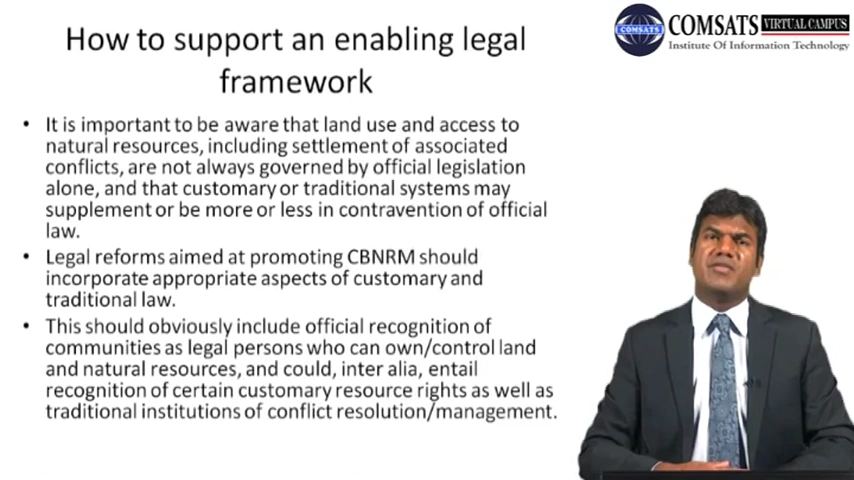 How to support an enabling legal
framework
COMSATS VIRTUAL CAMPUS
Institute Of Information Technology
COMSATS
• It is important to be aware that land use and access to
natural resources, including settlement of associated
conflicts, are not always governed by official legislation
alone, and that customary or traditional systems may
supplement or be more or less in contravention of official
law.
• Legal reforms aimed at promoting CBNRM should
incorporate appropriate aspects of customary and
traditional law.
• This should obviously include official recognition of
communities as legal persons who can own/control land
and natural resources, and could, inter alia, entail
recognition of certain customary resource rights as well as
traditional institutions of conflict resolution/management.